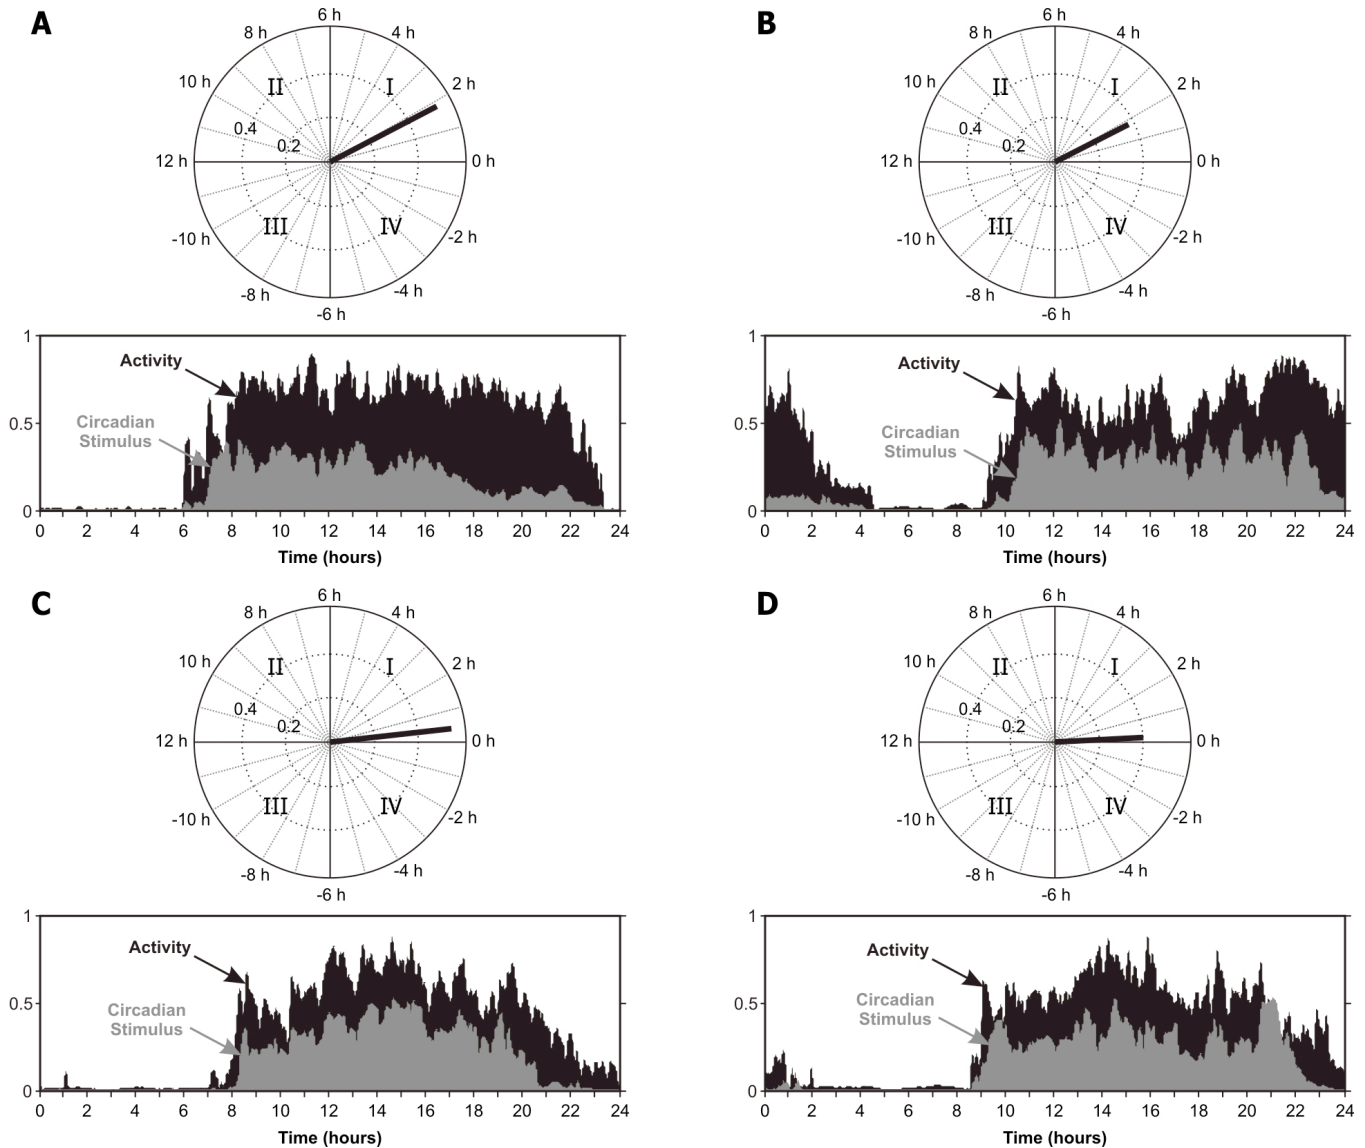 A
6 h
8 h
4 h
10 h
II
I
2 h
0.4
0.2
12 h
0 h
III
IV
-10 h
-2 h
-8 h
-4 h
-6 h
1
Activity
Circadian
Stimulus
0.5
0
0 2 4 6 8 10 12 14 16 18 20 22 24
Time (hours)
B
6 h
8 h
4 h
10 h
II
I
2 h
0.4
0.2
12 h
0 h
III
IV
-10 h
-2 h
-8 h
-4 h
-6 h
1
Activity
Circadian
Stimulus
0.5
0
0 2 4 6 8 10 12 14 16 18 20 22 24
Time (hours)
C
6 h
8 h
4 h
10 h
II
I
2 h
0.4
0.2
12 h
0 h
III
IV
-10 h
-2 h
-8 h
-4 h
-6 h
1
Activity
Circadian
Stimulus
0.5
0
0 2 4 6 8 10 12 14 16 18 20 22 24
Time (hours)
D
6 h
8 h
4 h
10 h
II
I
2 h
0.4
0.2
12 h
0 h
III
IV
-10 h
-2 h
-8 h
-4 h
-6 h
1
Activity
Circadian
Stimulus
0.5
0
0 2 4 6 8 10 12 14 16 18 20 22 24
Time (hours)